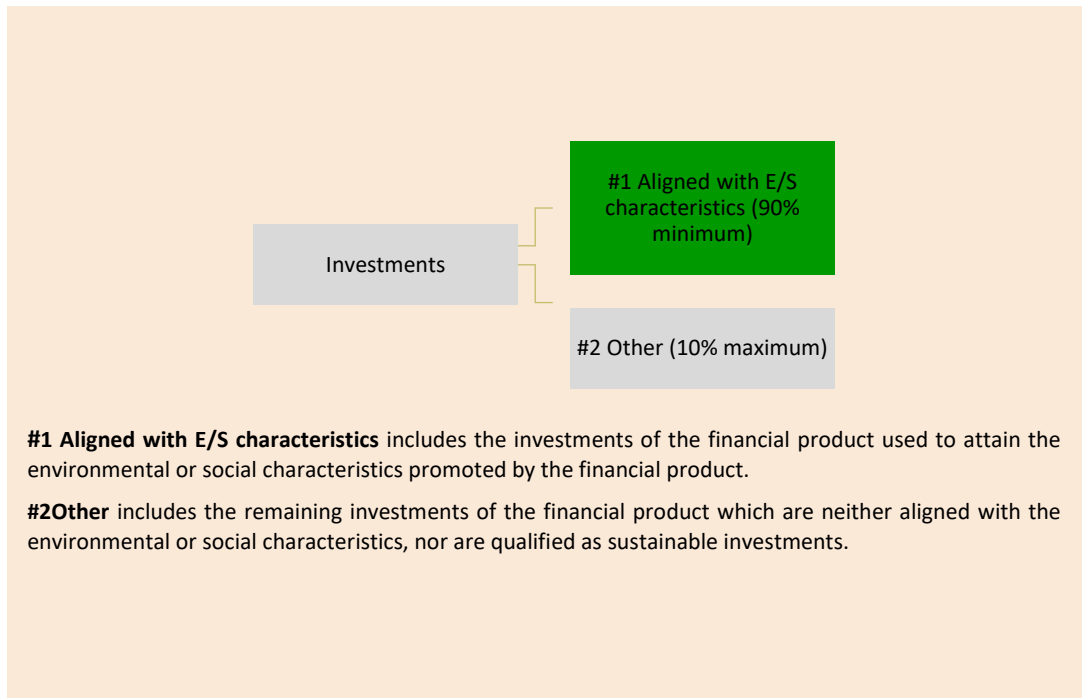 #1 Aligned with E/S
characteristics (90%
minimum)
Investments
#2 Other (10% maximum)
#1 Aligned with E/S characteristics includes the investments of the financial product used to attain the
environmental or social characteristics promoted by the financial product.
#2Other includes the remaining investments of the financial product which are neither aligned with the
environmental or social characteristics, nor are qualified as sustainable investments.